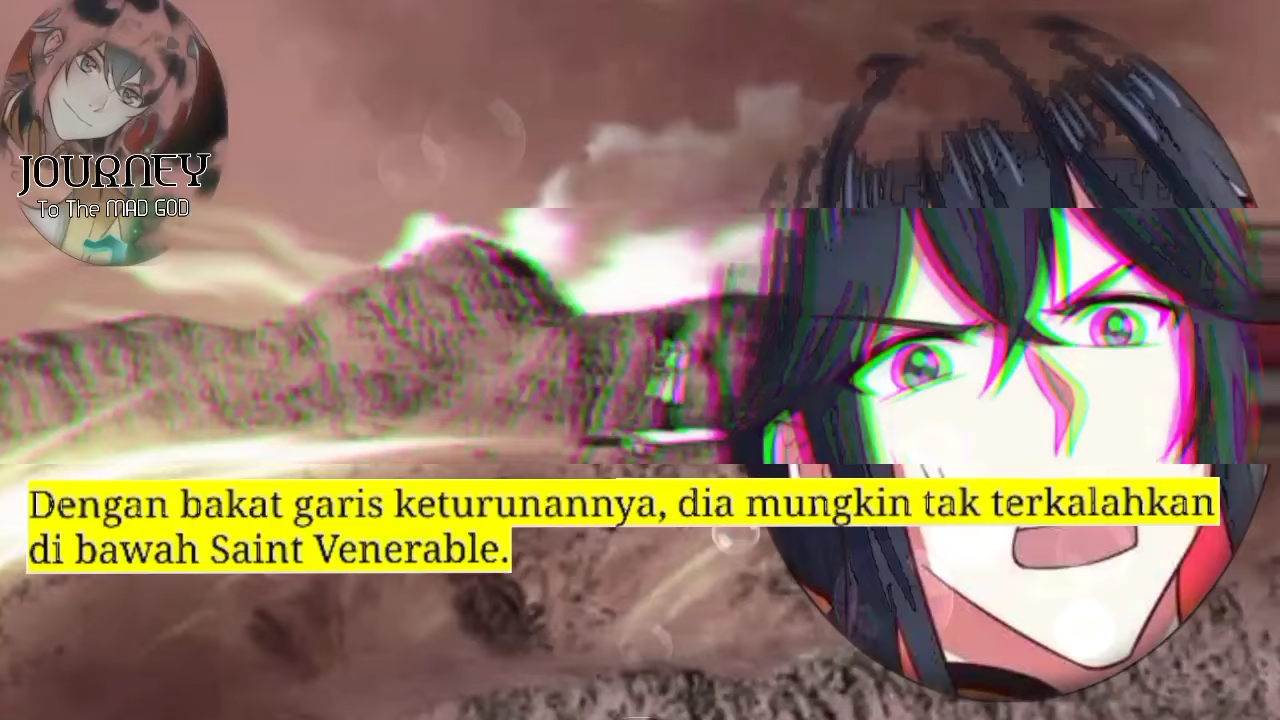 JOURNEY
To The MAD GOD
Dengan bakat garis keturunannya, dia mungkin tak terkalahkan
di bawah Saint Venerable.